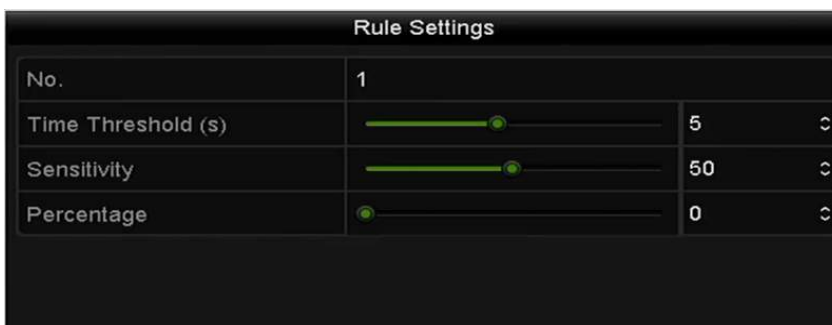 Rule Settings
No. 1
Time Threshold (s) 5
Sensitivity 50
Percentage 0